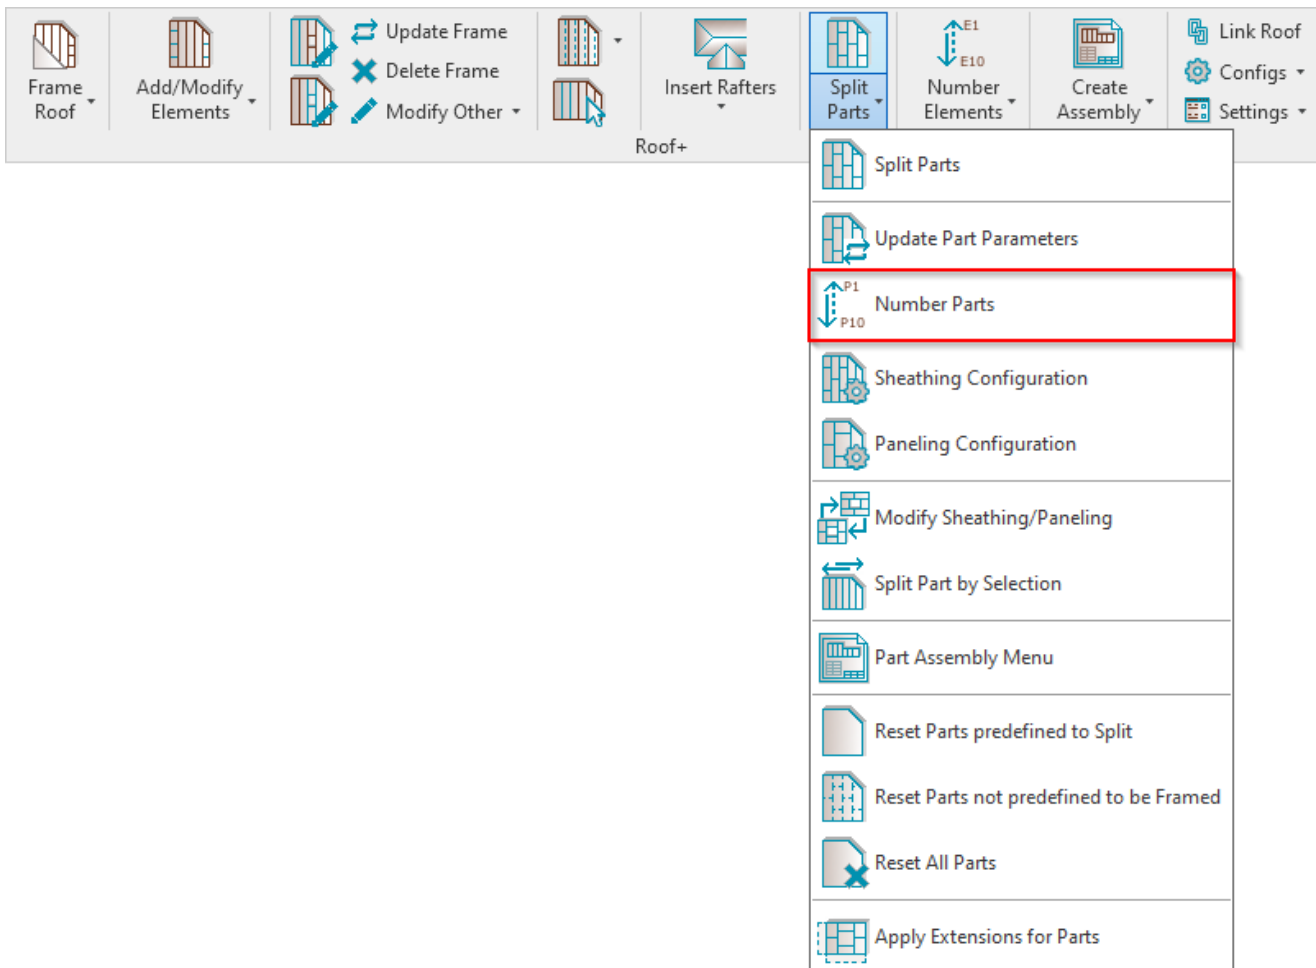 Frame
Roof
Add/Modify
Elements
Update Frame
Delete Frame
Modify Other
Insert Rafters
Split
Parts
E1
E10
Number
Elements
Create
Assembly
Link Roof
Configs
Settings
Roof+
Split Parts
Update Part Parameters
P1
P10
Number Parts
Sheathing Configuration
Paneling Configuration
Modify Sheathing/Paneling
Split Part by Selection
Part Assembly Menu
Reset Parts predefined to Split
Reset Parts not predefined to be Framed
Reset All Parts
Apply Extensions for Parts